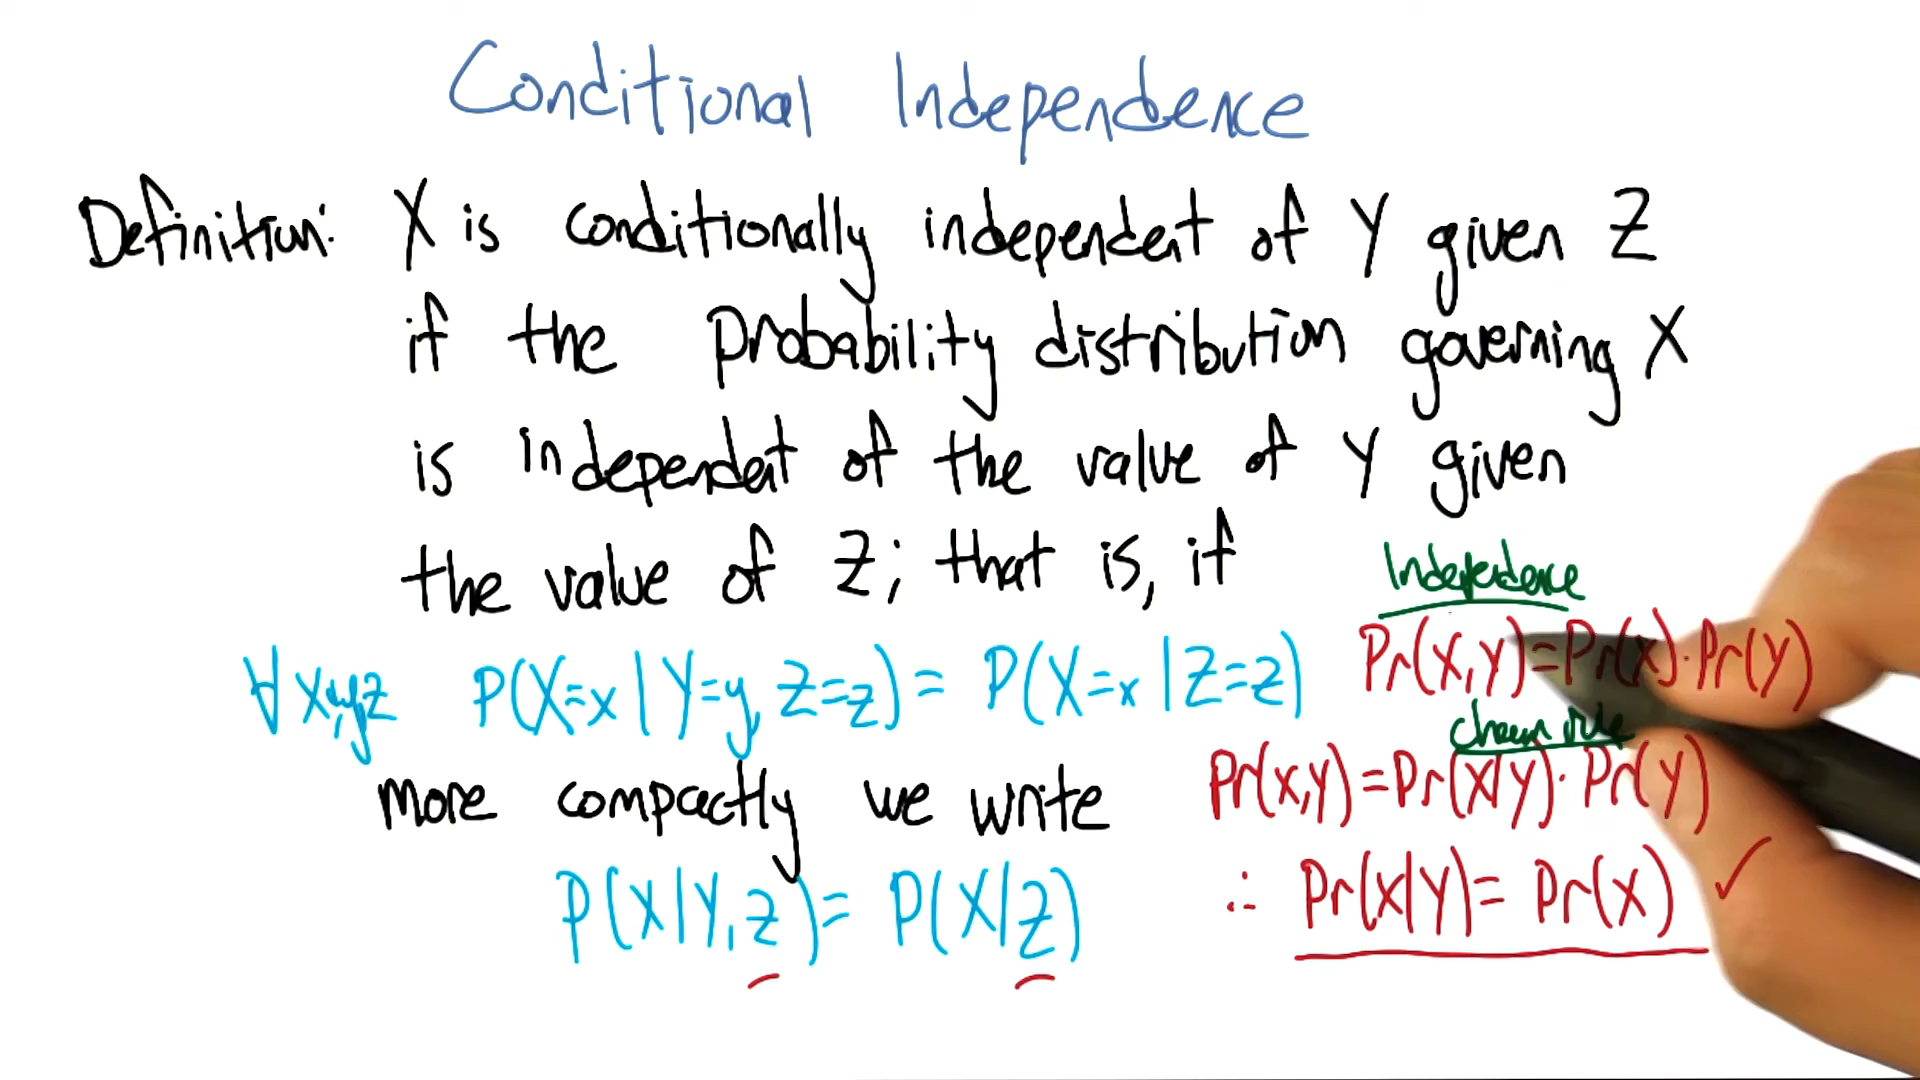 Conditional Independence
Definition: X is conditionally independent of Y given Z
if the probability distribution governing X
is independent of the value of Y given
the value of Z; that is, if
Independence
Pr(X,Y)=Pr(X)·Pr(Y)
∀x,y,z P(X=x|Y=y, Z=z) = P(X=x|Z=z)
chain rule
Pr(x,y)=Pr(X|Y)·Pr(Y)
more compactly we write
P(X|Y,Z) = P(X|Z)
∴ Pr(X|Y)= Pr(X) ✓